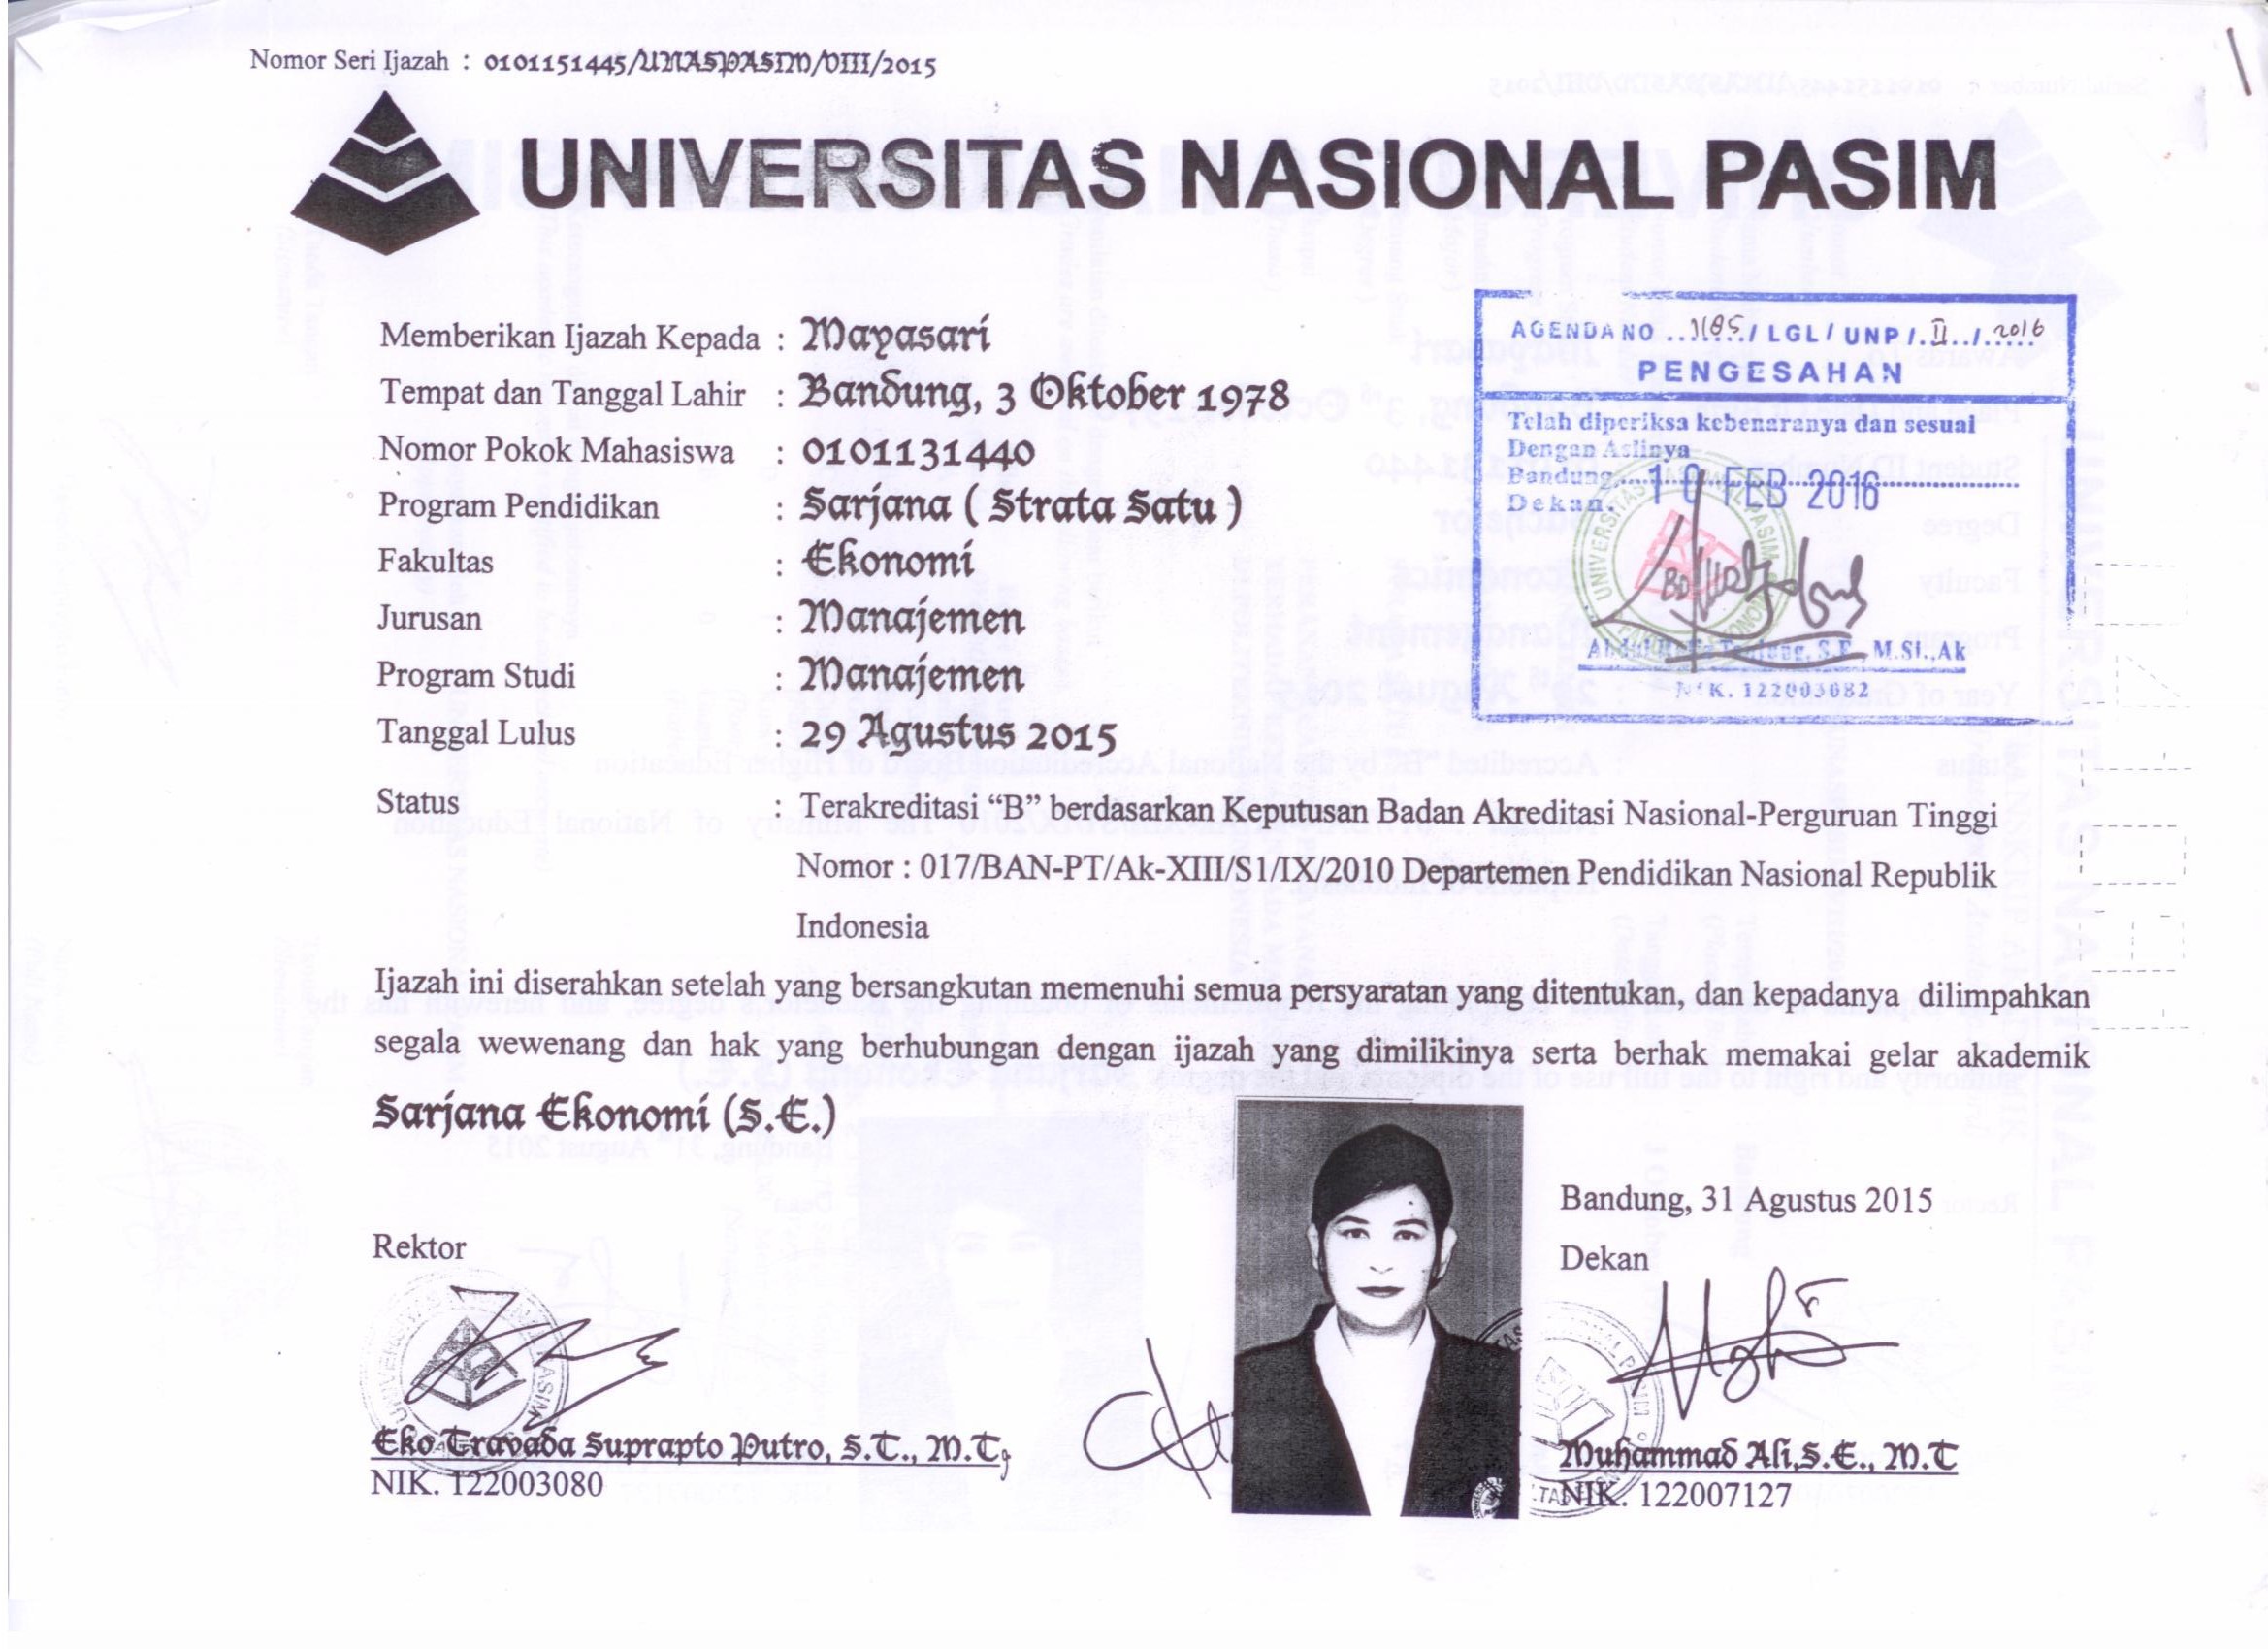 Nomor Seri Ijazah : 0101151445/UNASPASIM/VIII/2015
UNIVERSITAS NASIONAL PASIM
Memberikan Ijazah Kepada : Mayasari
Tempat dan Tanggal Lahir : Bandung, 3 Oktober 1978
Nomor Pokok Mahasiswa : 0101131440
Program Pendidikan : Sarjana ( Strata Satu )
Fakultas : Ekonomi
Jurusan : Manajemen
Program Studi : Manajemen
Tanggal Lulus : 29 Agustus 2015
Status : Terakreditasi “B” berdasarkan Keputusan Badan Akreditasi Nasional-Perguruan Tinggi
Nomor : 017/BAN-PT/Ak-XIII/S1/IX/2010 Departemen Pendidikan Nasional Republik
Indonesia
AGENDA NO ... 1185 / LGL / UNP / . II . . / . 2016
PENGESAHAN
Telah diperiksa kebenaranya dan sesuai
Dengan Aslinya
Bandung, 10 FEB 2016
Dekan,
S.E., M.Si.,Ak
NIK. 122003082
Ijazah ini diserahkan setelah yang bersangkutan memenuhi semua persyaratan yang ditentukan, dan kepadanya dilimpahkan
segala wewenang dan hak yang berhubungan dengan ijazah yang dimilikinya serta berhak memakai gelar akademik
Sarjana Ekonomi (S.E.)
Bandung, 31 Agustus 2015
Rektor
Dekan
Eko Travada Suprapto Putro, S.T., M.T,
NIK. 122003080
Muhammad Ali,S.E., M.T
NIK. 122007127